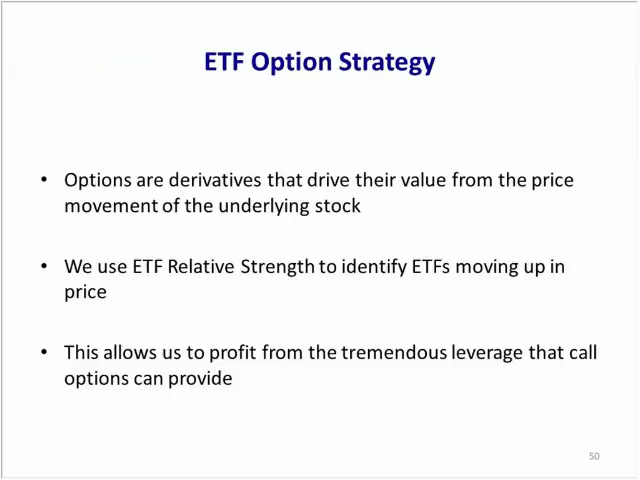 ETF Option Strategy
• Options are derivatives that drive their value from the price
movement of the underlying stock
• We use ETF Relative Strength to identify ETFs moving up in
price
• This allows us to profit from the tremendous leverage that call
options can provide
50